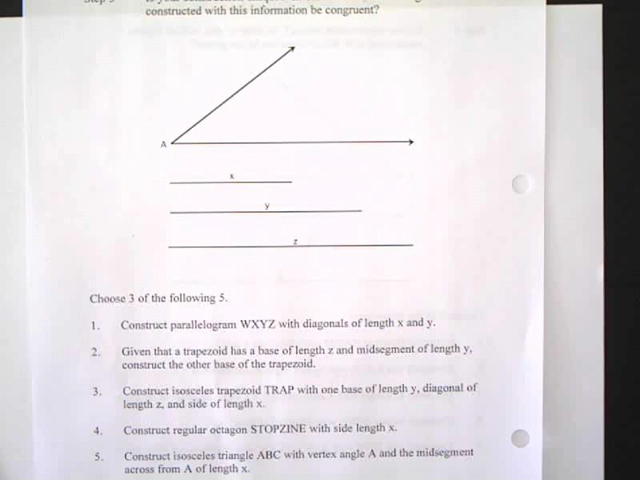 constructed with this information be congruent?
A
x
y
z
Choose 3 of the following 5.
1. Construct parallelogram WXYZ with diagonals of length x and y.
2. Given that a trapezoid has a base of length z and midsegment of length y,
construct the other base of the trapezoid.
3. Construct isosceles trapezoid TRAP with one base of length y, diagonal of
length z, and side of length x.
4. Construct regular octagon STOPZINE with side length x.
5. Construct isosceles triangle ABC with vertex angle A and the midsegment
across from A of length x.